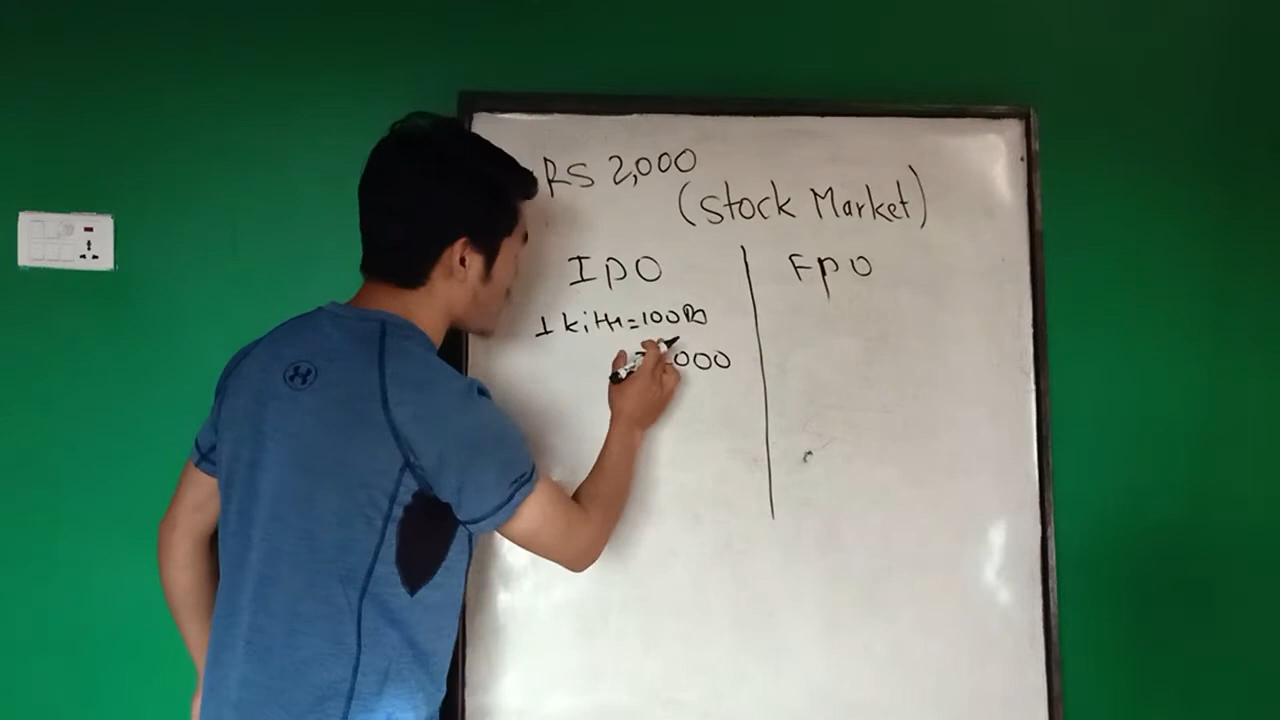 RS 2,000
(Stock Market)
IPO
FPO
1 kitta=100Rs
000